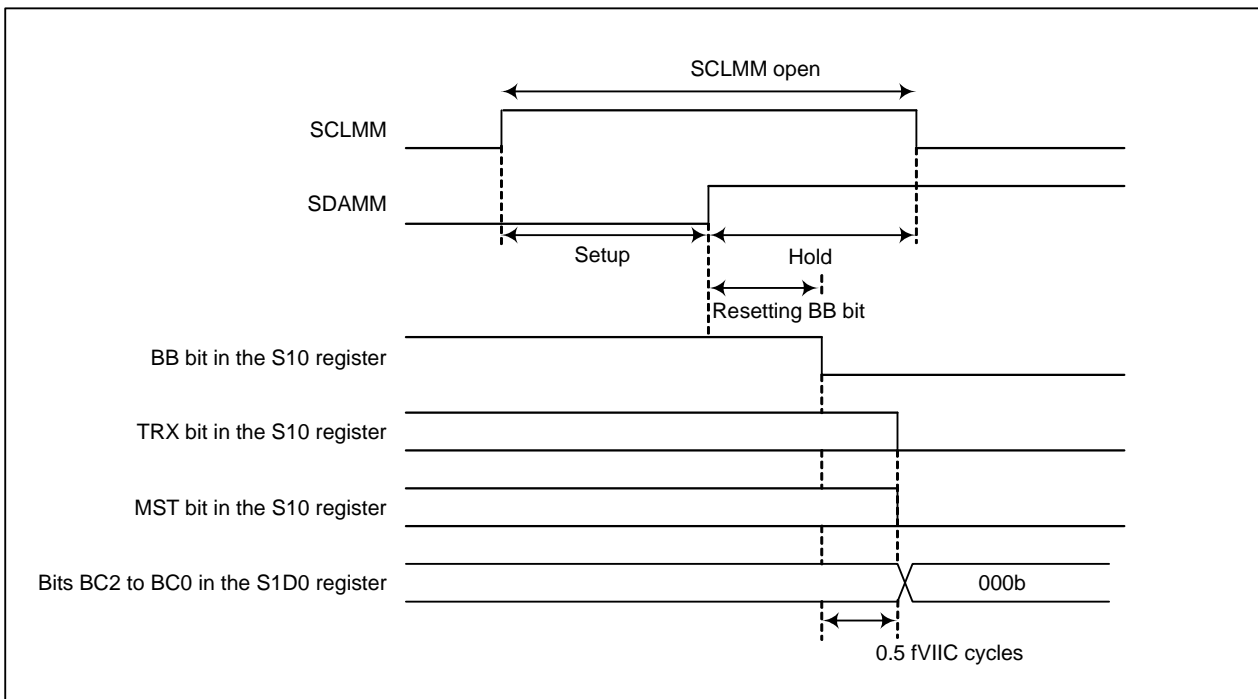 SCLMM open
SCLMM
SDAMM
Setup
Hold
Resetting BB bit
BB bit in the S10 register
TRX bit in the S10 register
MST bit in the S10 register
Bits BC2 to BC0 in the S1D0 register
000b
0.5 fVIIC cycles